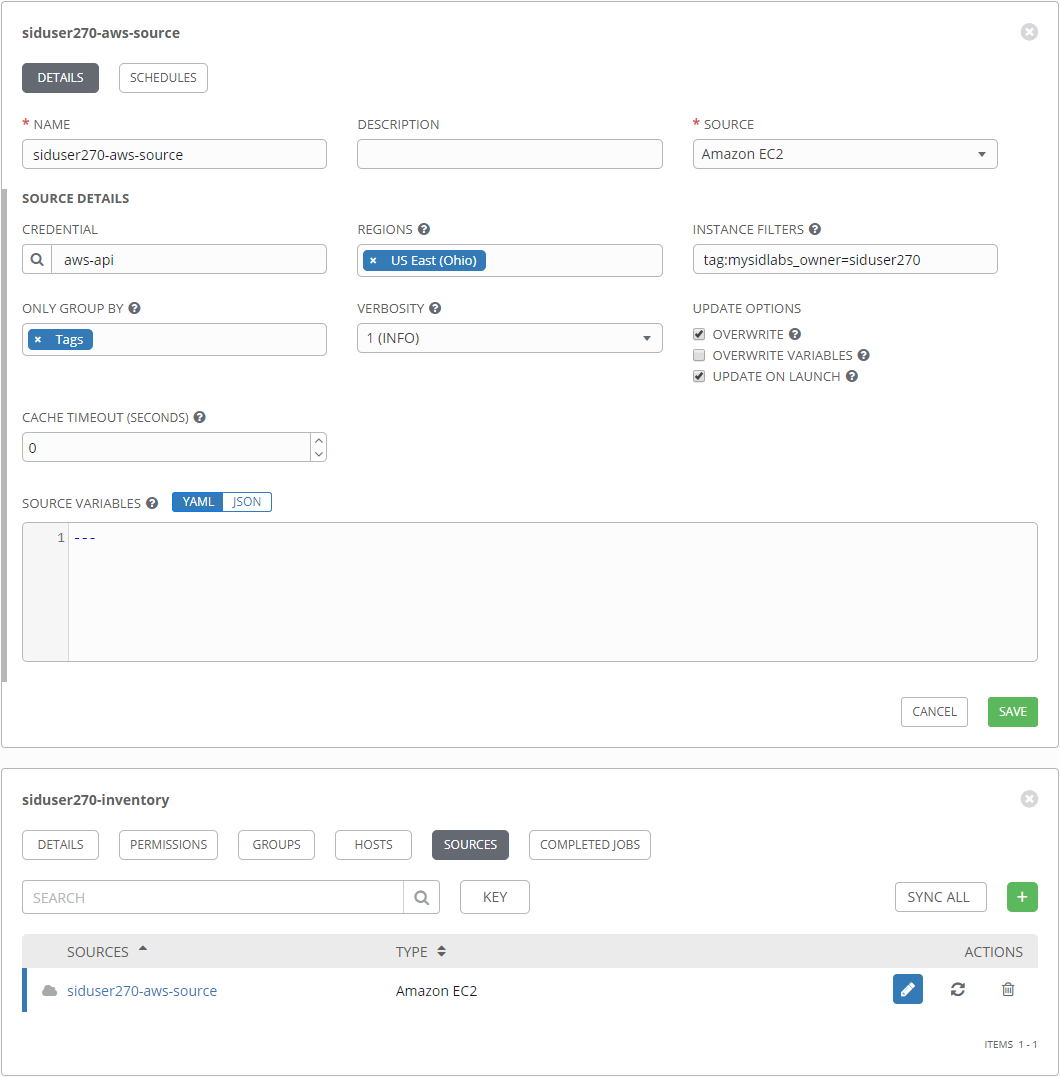 siduser270-aws-source
DETAILS SCHEDULES
* NAME DESCRIPTION * SOURCE
siduser270-aws-source Amazon EC2
SOURCE DETAILS
CREDENTIAL REGIONS INSTANCE FILTERS
aws-api × US East (Ohio) tag:mysidlabs_owner=siduser270
ONLY GROUP BY VERBOSITY UPDATE OPTIONS
× Tags 1 (INFO) OVERWRITE
OVERWRITE VARIABLES
UPDATE ON LAUNCH
CACHE TIMEOUT (SECONDS)
0
SOURCE VARIABLES YAML JSON
1 ---
CANCEL SAVE
siduser270-inventory
DETAILS PERMISSIONS GROUPS HOSTS SOURCES COMPLETED JOBS
SEARCH KEY SYNC ALL +
SOURCES TYPE ACTIONS
siduser270-aws-source Amazon EC2
ITEMS 1 - 1